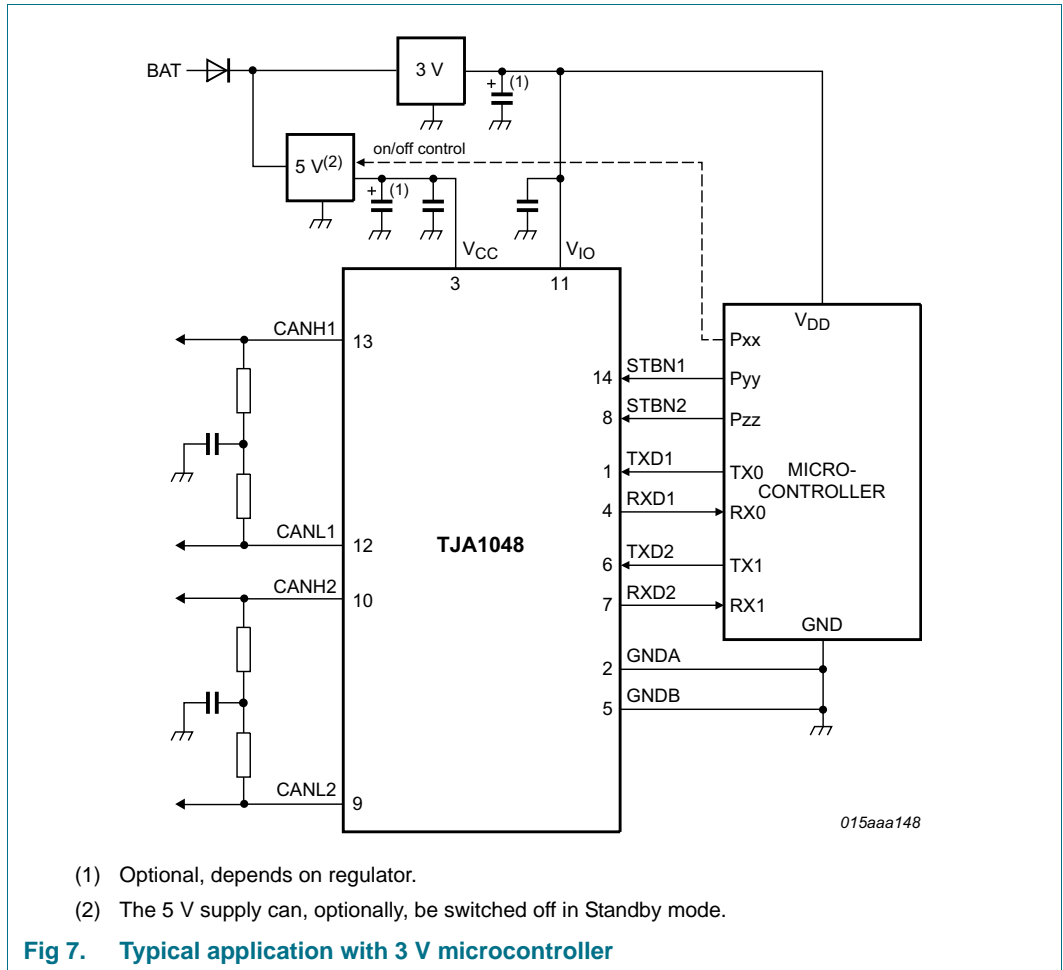 BAT
3 V
+ (1)
on/off control
5 V(2)
+ (1)
VCC
VIO
3
11
VDD
CANH1
13
Pxx
14
STBN1
Pyy
8
STBN2
Pzz
1
TXD1
TX0
MICRO-
CONTROLLER
4
RXD1
RX0
CANL1
12
TJA1048
6
TXD2
TX1
CANH2
10
7
RXD2
RX1
GND
2
GNDA
5
GNDB
CANL2
9
015aaa148
(1) Optional, depends on regulator.
(2) The 5 V supply can, optionally, be switched off in Standby mode.
Fig 7. Typical application with 3 V microcontroller